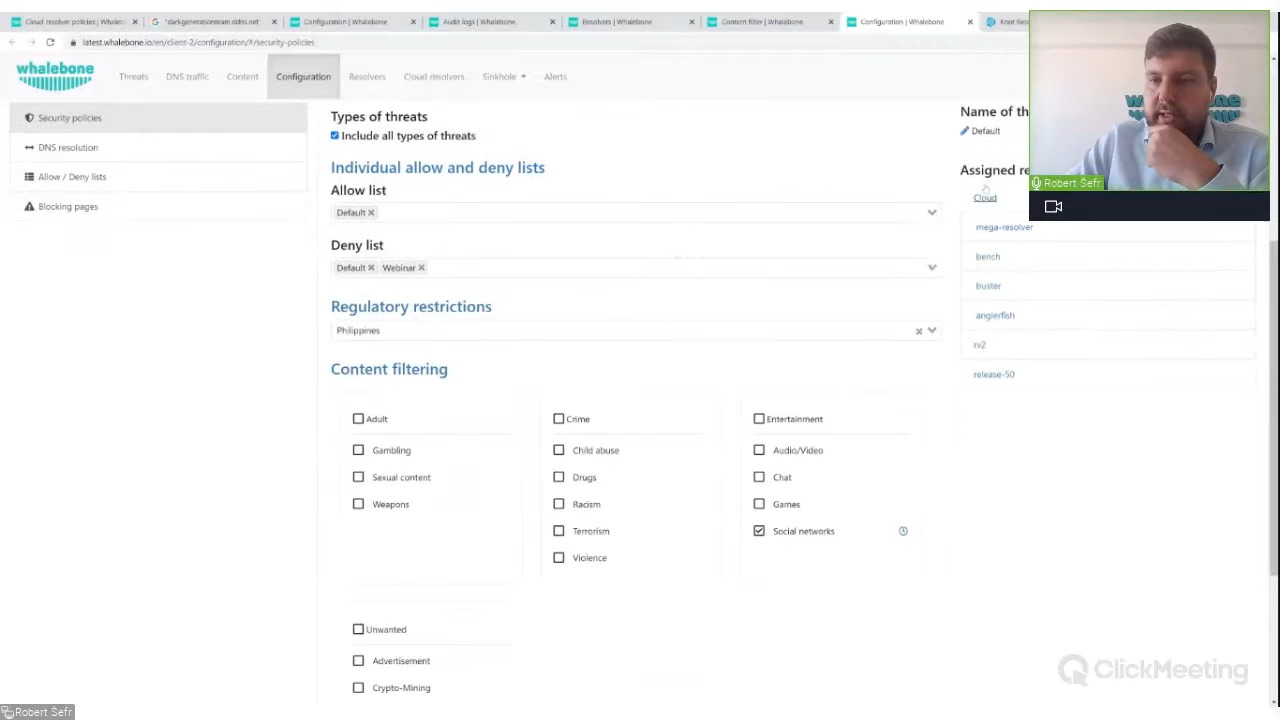 Cloud resolver policies | Whaleb
"darkgenerationsteam.ddns.net"
Configuration | Whalebone
Audit logs | Whalebone.
Resolvers | Whalebone
Content filter | Whalebone
Configuration | Whalebone
Knot Res
latest.whalebone.io/en/client-2/configuration/#/security-policies
whalebone
Threats
DNS traffic
Content
Configuration
Resolvers
Cloud resolvers
Sinkhole
Alerts
Security policies
DNS resolution
Allow / Deny lists
Blocking pages
Types of threats
Include all types of threats
Individual allow and deny lists
Allow list
Default
Deny list
Default Webinar
Regulatory restrictions
Philippines
Content filtering
Adult
Gambling
Sexual content
Weapons
Crime
Child abuse
Drugs
Racism
Terrorism
Violence
Entertainment
Audio/Video
Chat
Games
Social networks
Unwanted
Advertisement
Crypto-Mining
Name of th
Default
Assigned re
Cloud
mega-resolver
bench
buster
anglerfish
rv2
release-50
Robert Sefr
ClickMeeting
Robert Sefr